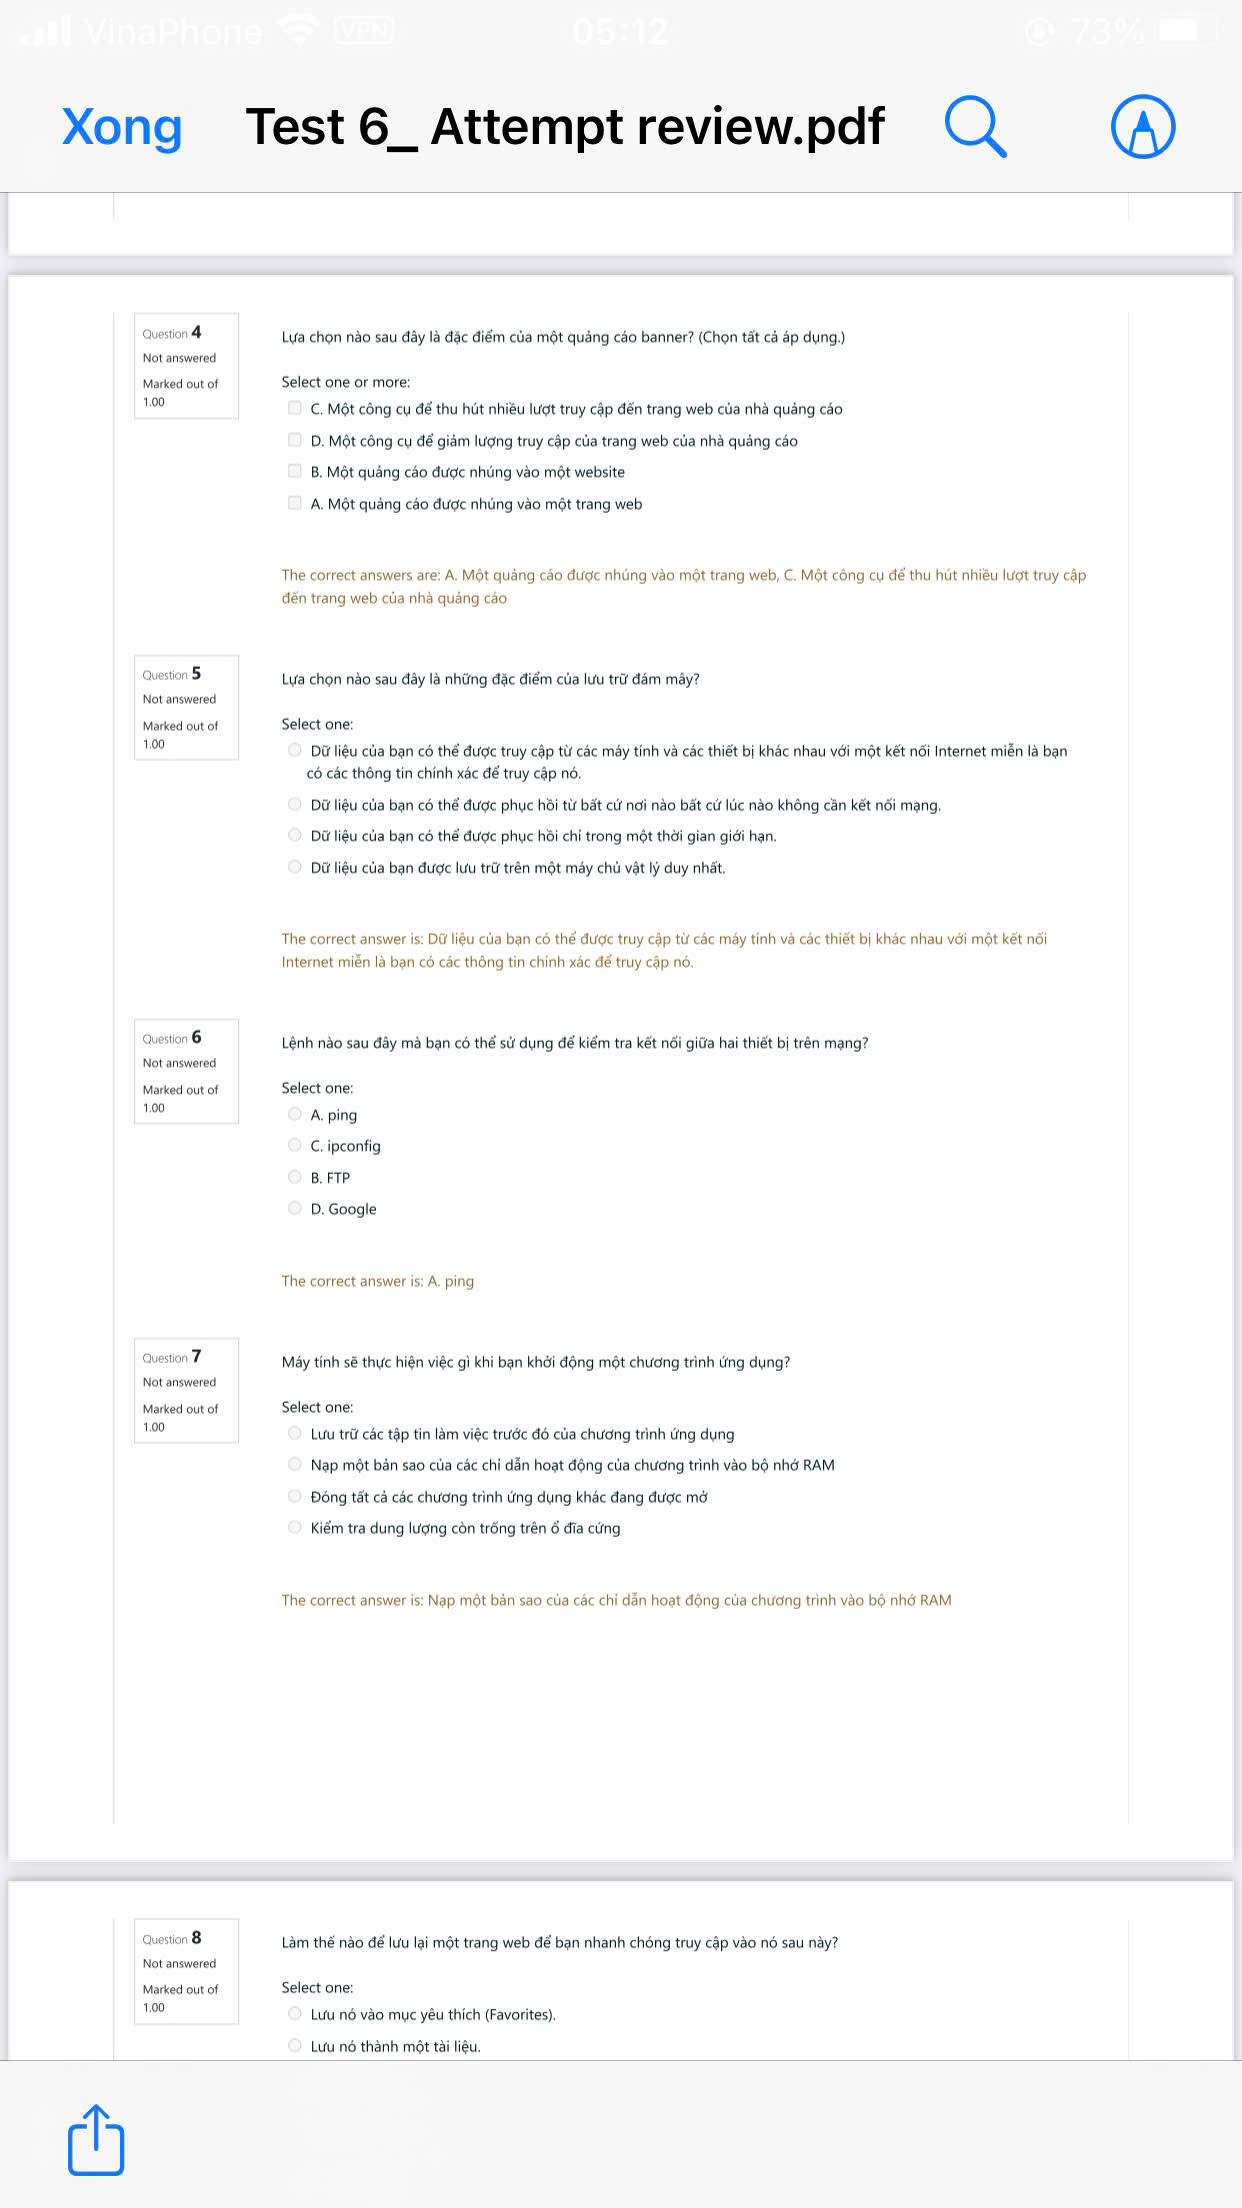 VinaPhone VPN 05:12 73%
Xong Test 6_ Attempt review.pdf
Question 4
Not answered
Marked out of
1.00
Lựa chọn nào sau đây là đặc điểm của một quảng cáo banner? (Chọn tất cả áp dụng.)
Select one or more:
C. Một công cụ để thu hút nhiều lượt truy cập đến trang web của nhà quảng cáo
D. Một công cụ để giảm lượng truy cập của trang web của nhà quảng cáo
B. Một quảng cáo được nhúng vào một website
A. Một quảng cáo được nhúng vào một trang web
The correct answers are: A. Một quảng cáo được nhúng vào một trang web, C. Một công cụ để thu hút nhiều lượt truy cập
đến trang web của nhà quảng cáo
Question 5
Not answered
Marked out of
1.00
Lựa chọn nào sau đây là những đặc điểm của lưu trữ đám mây?
Select one:
Dữ liệu của bạn có thể được truy cập từ các máy tính và các thiết bị khác nhau với một kết nối Internet miễn là bạn
có các thông tin chính xác để truy cập nó.
Dữ liệu của bạn có thể được phục hồi từ bất cứ nơi nào bất cứ lúc nào không cần kết nối mạng.
Dữ liệu của bạn có thể được phục hồi chỉ trong một thời gian giới hạn.
Dữ liệu của bạn được lưu trữ trên một máy chủ vật lý duy nhất.
The correct answer is: Dữ liệu của bạn có thể được truy cập từ các máy tính và các thiết bị khác nhau với một kết nối
Internet miễn là bạn có các thông tin chính xác để truy cập nó.
Question 6
Not answered
Marked out of
1.00
Lệnh nào sau đây mà bạn có thể sử dụng để kiểm tra kết nối giữa hai thiết bị trên mạng?
Select one:
A. ping
C. ipconfig
B. FTP
D. Google
The correct answer is: A. ping
Question 7
Not answered
Marked out of
1.00
Máy tính sẽ thực hiện việc gì khi bạn khởi động một chương trình ứng dụng?
Select one:
Lưu trữ các tập tin làm việc trước đó của chương trình ứng dụng
Nạp một bản sao của các chỉ dẫn hoạt động của chương trình vào bộ nhớ RAM
Đóng tất cả các chương trình ứng dụng khác đang được mở
Kiểm tra dung lượng còn trống trên ổ đĩa cứng
The correct answer is: Nạp một bản sao của các chỉ dẫn hoạt động của chương trình vào bộ nhớ RAM
Question 8
Not answered
Marked out of
1.00
Làm thế nào để lưu lại một trang web để bạn nhanh chóng truy cập vào nó sau này?
Select one:
Lưu nó vào mục yêu thích (Favorites).
Lưu nó thành một tài liệu.